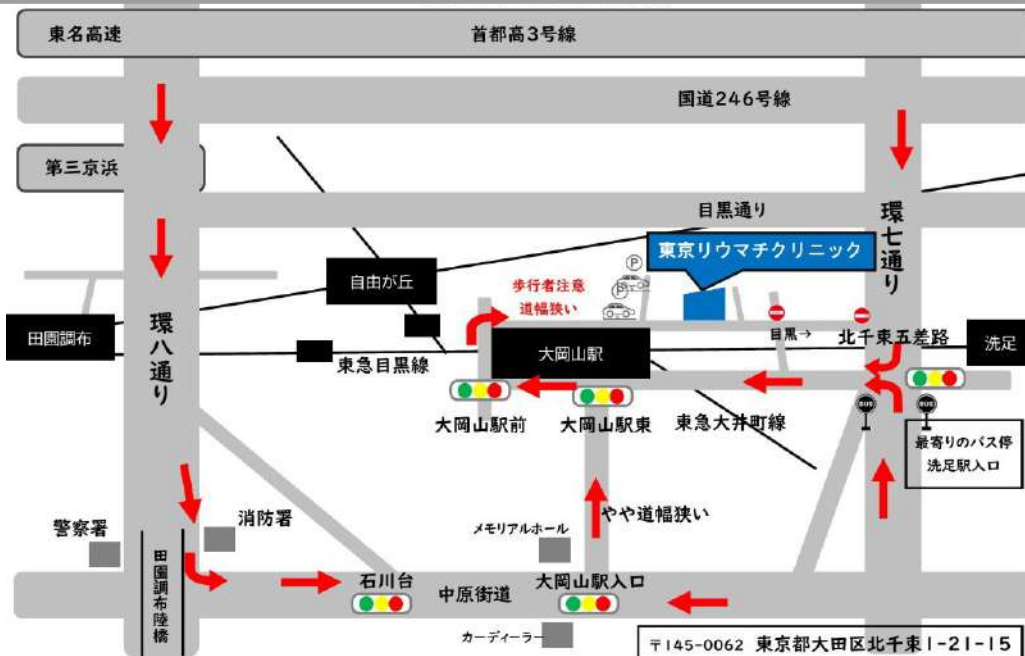 東名高速
首都高3号線
国道246号線
第三京浜
目黒通り
環七通り
東京リウマチクリニック
P
P
自由が丘
歩行者注意
道幅狭い
田園調布
環八通り
東急目黒線
大岡山駅
目黒→
北千束五差路
洗足
大岡山駅前
大岡山駅東
東急大井町線
BUS
BUS
最寄りのバス停
洗足駅入口
警察署
消防署
メモリアルホール
やや道幅狭い
田園調布陸橋
石川台
中原街道
大岡山駅入口
カーディーラー
〒145-0062 東京都大田区北千束1-21-15